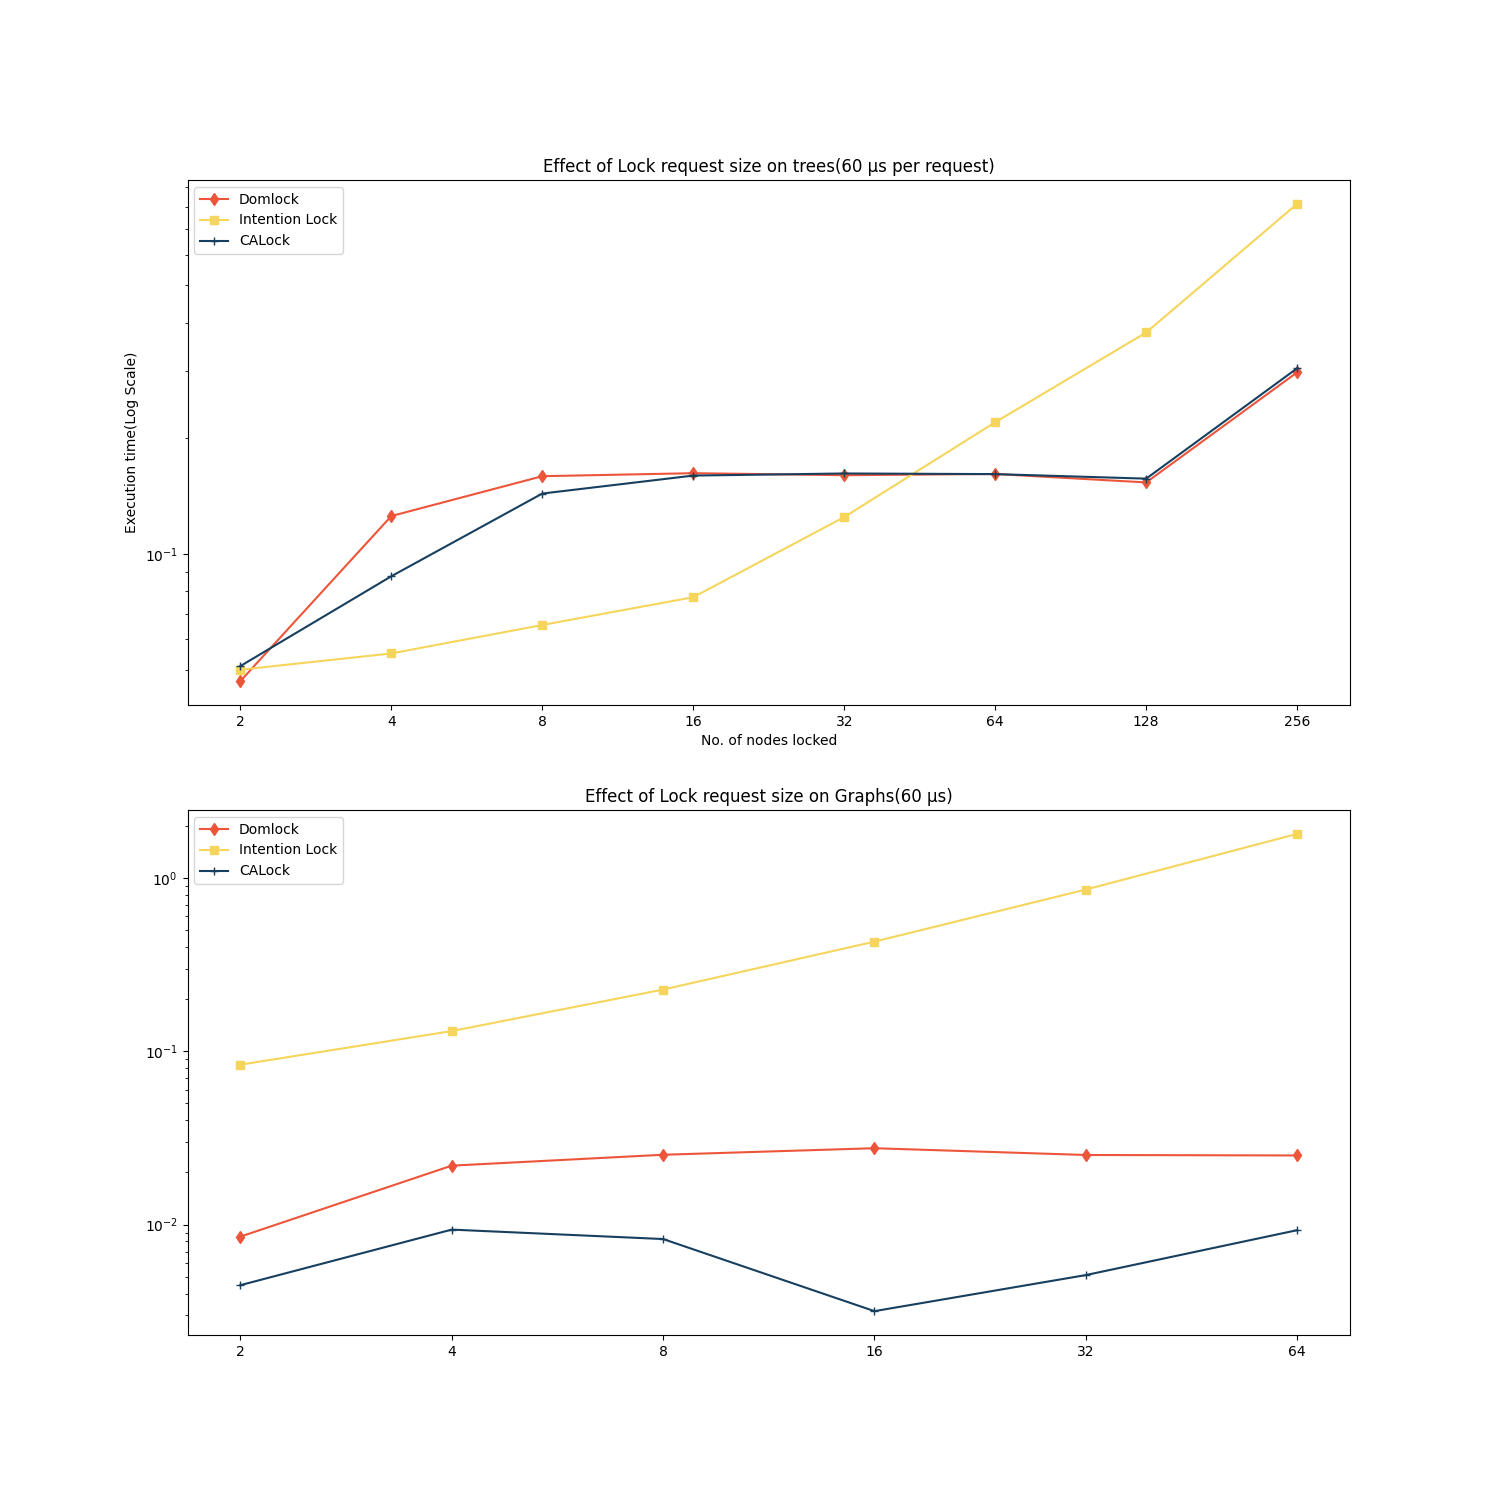 Effect of Lock request size on trees(60 µs per request)
Domlock
Intention Lock
CALock
Execution time(Log Scale)
10⁻¹
2 4 8 16 32 64 128 256
No. of nodes locked
Effect of Lock request size on Graphs(60 µs)
Domlock
Intention Lock
CALock
10⁰
10⁻¹
10⁻²
2 4 8 16 32 64